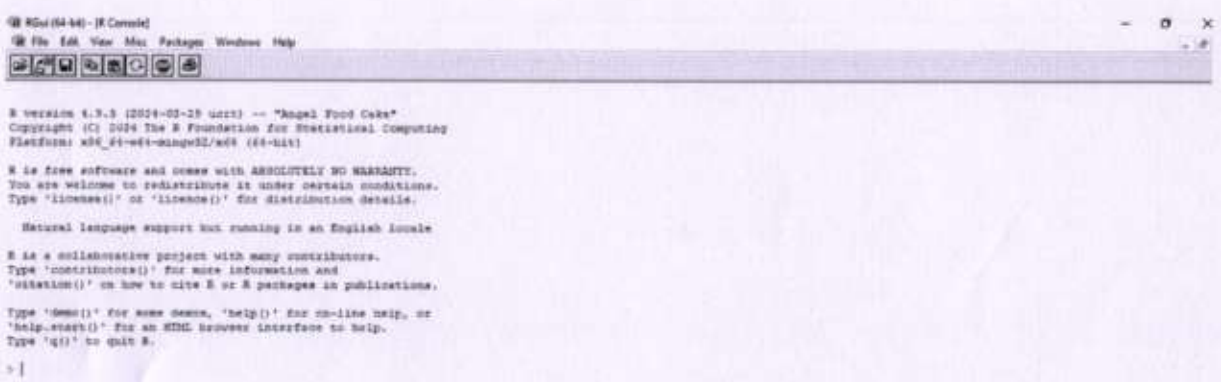 RGui (64-bit) - [R Console]
File Edit View Misc Packages Windows Help
R version 4.3.3 (2024-02-29 ucrt) -- "Angel Food Cake"
Copyright (C) 2024 The R Foundation for Statistical Computing
Platform: x86_64-w64-mingw32/x64 (64-bit)
R is free software and comes with ABSOLUTELY NO WARRANTY.
You are welcome to redistribute it under certain conditions.
Type 'license()' or 'licence()' for distribution details.
Natural language support but running in an English locale
R is a collaborative project with many contributors.
Type 'contributors()' for more information and
'citation()' on how to cite R or R packages in publications.
Type 'demo()' for some demos, 'help()' for on-line help, or
'help.start()' for an HTML browser interface to help.
Type 'q()' to quit R.
>